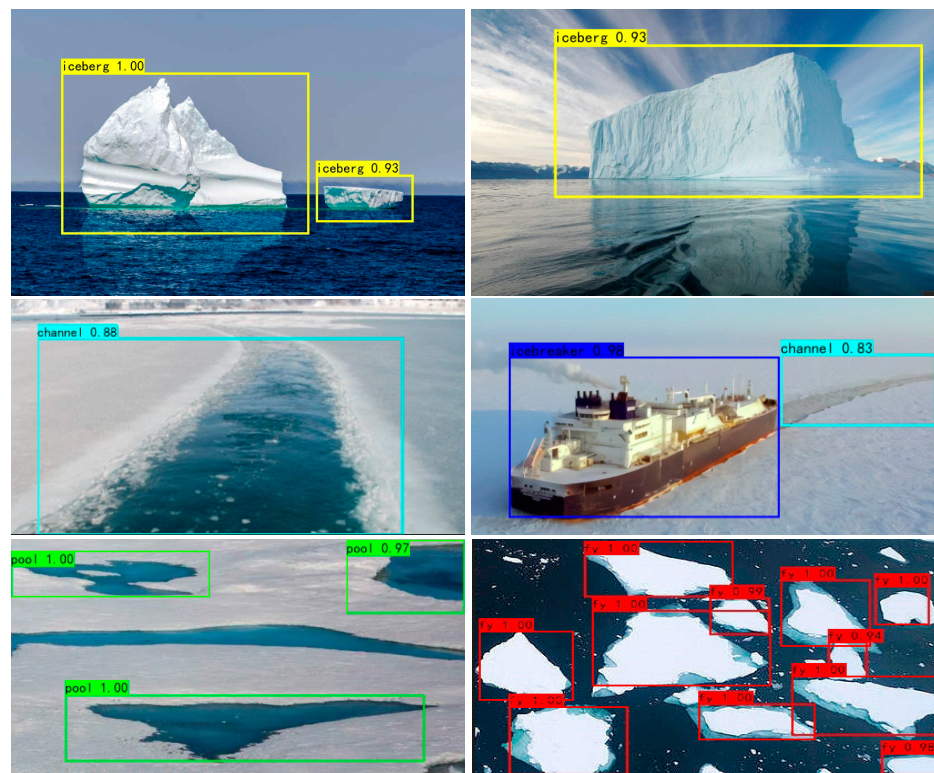 iceberg 1.00
iceberg 0.93
iceberg 0.93
channel 0.88
icebreaker 0.98
channel 0.83
pool 1.00
pool 0.97
pool 1.00
fy 1.00
fy 0.99
fy 1.00
fy 1.00
fy 1.00
fy 1.00
fy 0.94
fy 1.00
fy 1.00
fy 1.00
fy 0.98